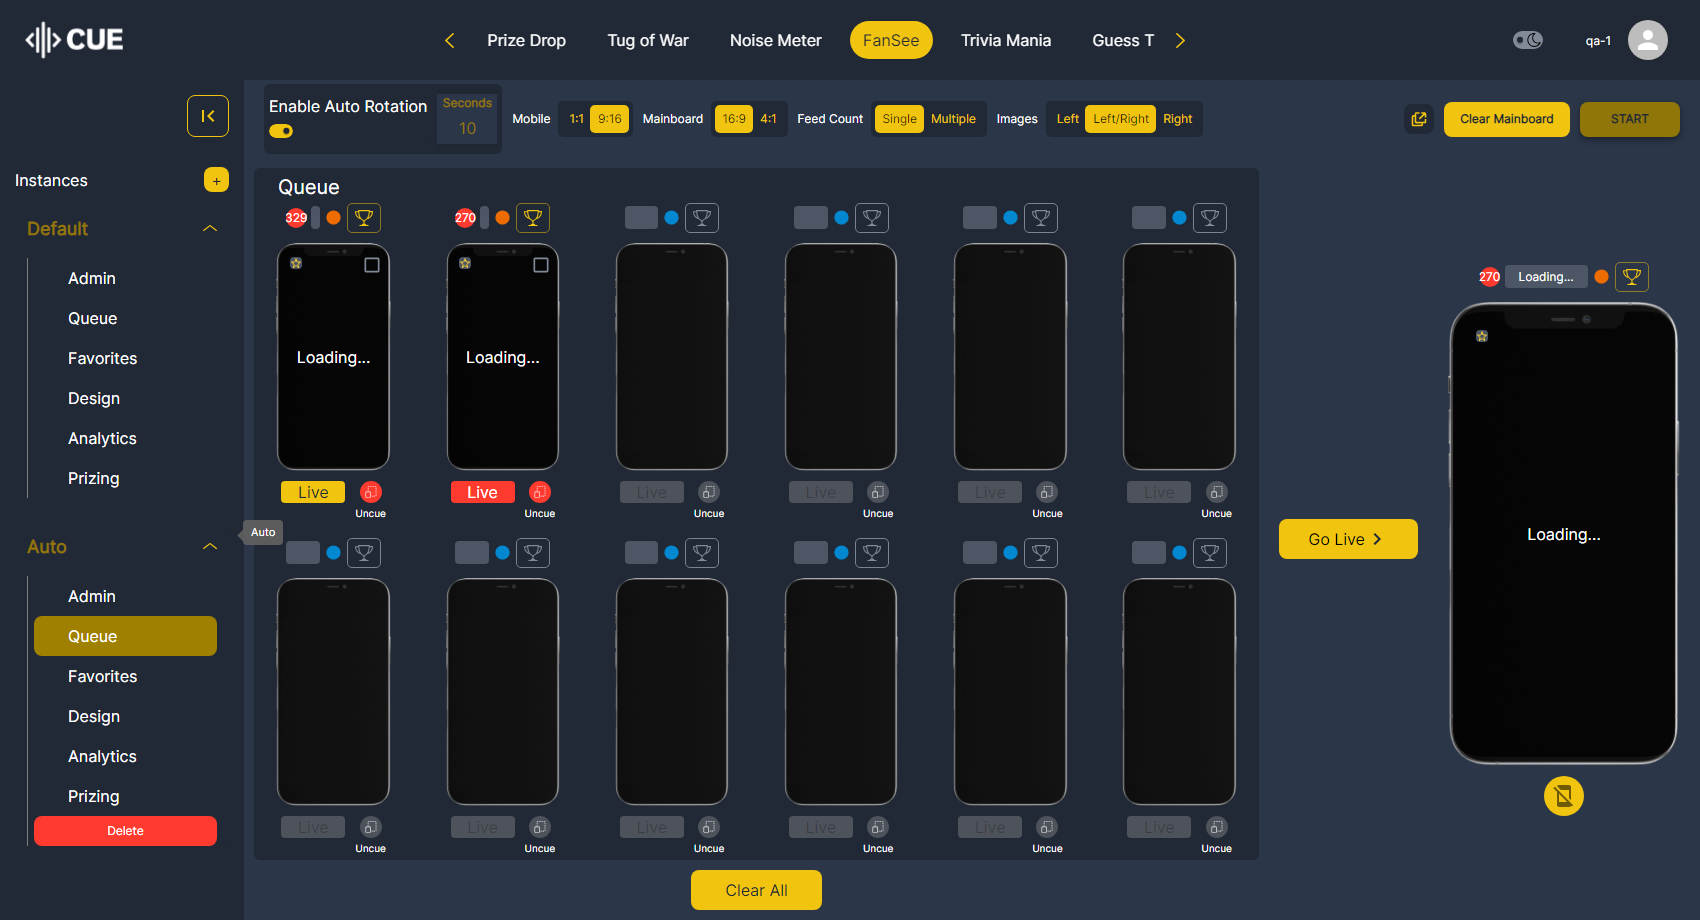 CUE
Prize Drop Tug of War Noise Meter FanSee Trivia Mania Guess T
qa-1
Enable Auto Rotation Seconds 10
Mobile 1:1 9:16 Mainboard 16:9 4:1 Feed Count Single Multiple Images Left Left/Right Right
Clear Mainboard START
Instances +
Default
Admin
Queue
Favorites
Design
Analytics
Prizing
Auto
Admin
Queue
Favorites
Design
Analytics
Prizing
Delete
Auto
Queue
329 270
Loading... Loading...
Live Live Live Live Live Live
Uncue Uncue Uncue Uncue Uncue Uncue
Live Live Live Live Live Live
Uncue Uncue Uncue Uncue Uncue Uncue
Clear All
Go Live
270 Loading...
Loading...